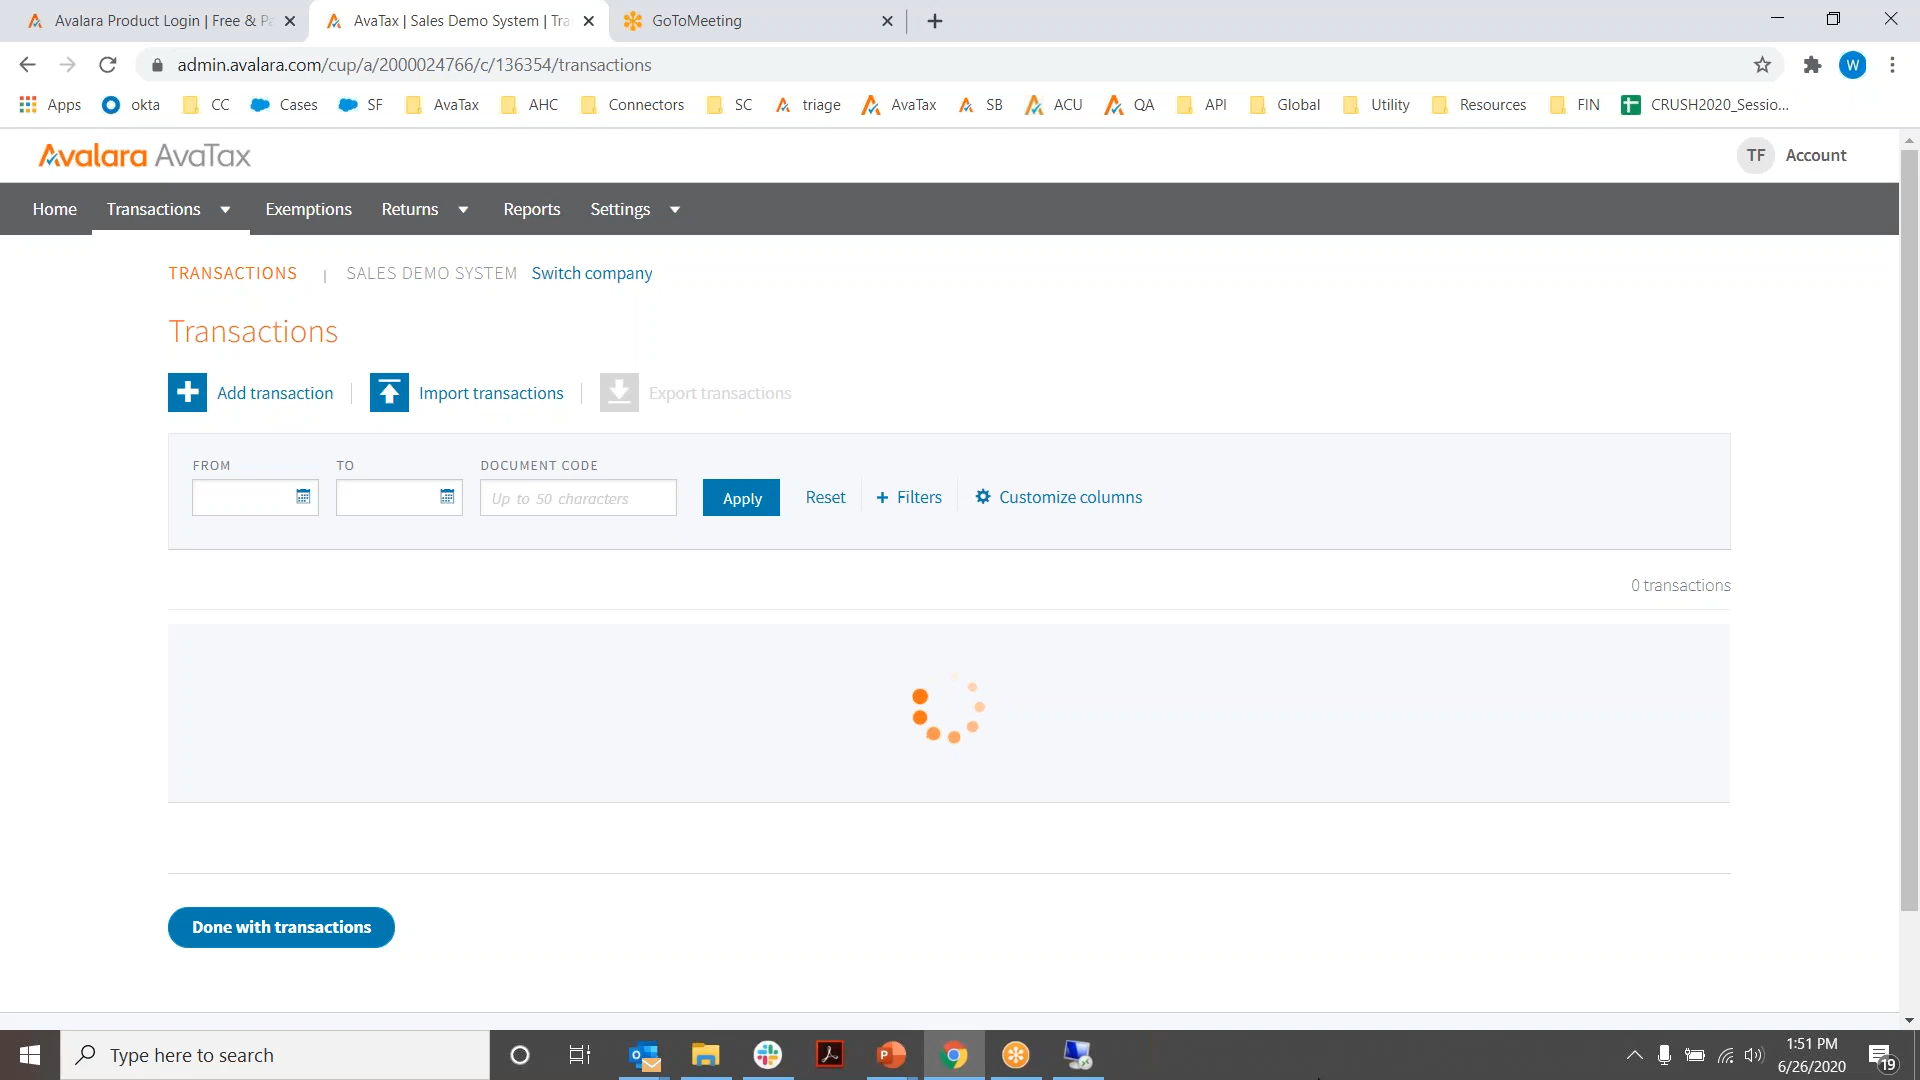 Avalara Product Login | Free & Pa
AvaTax | Sales Demo System | Tra
GoToMeeting
admin.avalara.com/cup/a/2000024766/c/136354/transactions
W
Apps okta CC Cases SF AvaTax AHC Connectors SC triage AvaTax SB ACU QA API Global Utility Resources FIN CRUSH2020_Sessio...
Avalara AvaTax
TF Account
Home Transactions Exemptions Returns Reports Settings
TRANSACTIONS | SALES DEMO SYSTEM Switch company
Transactions
Add transaction | Import transactions | Export transactions
FROM TO DOCUMENT CODE
Up to 50 characters Apply Reset + Filters Customize columns
0 transactions
Done with transactions
Type here to search
1:51 PM
6/26/2020
19